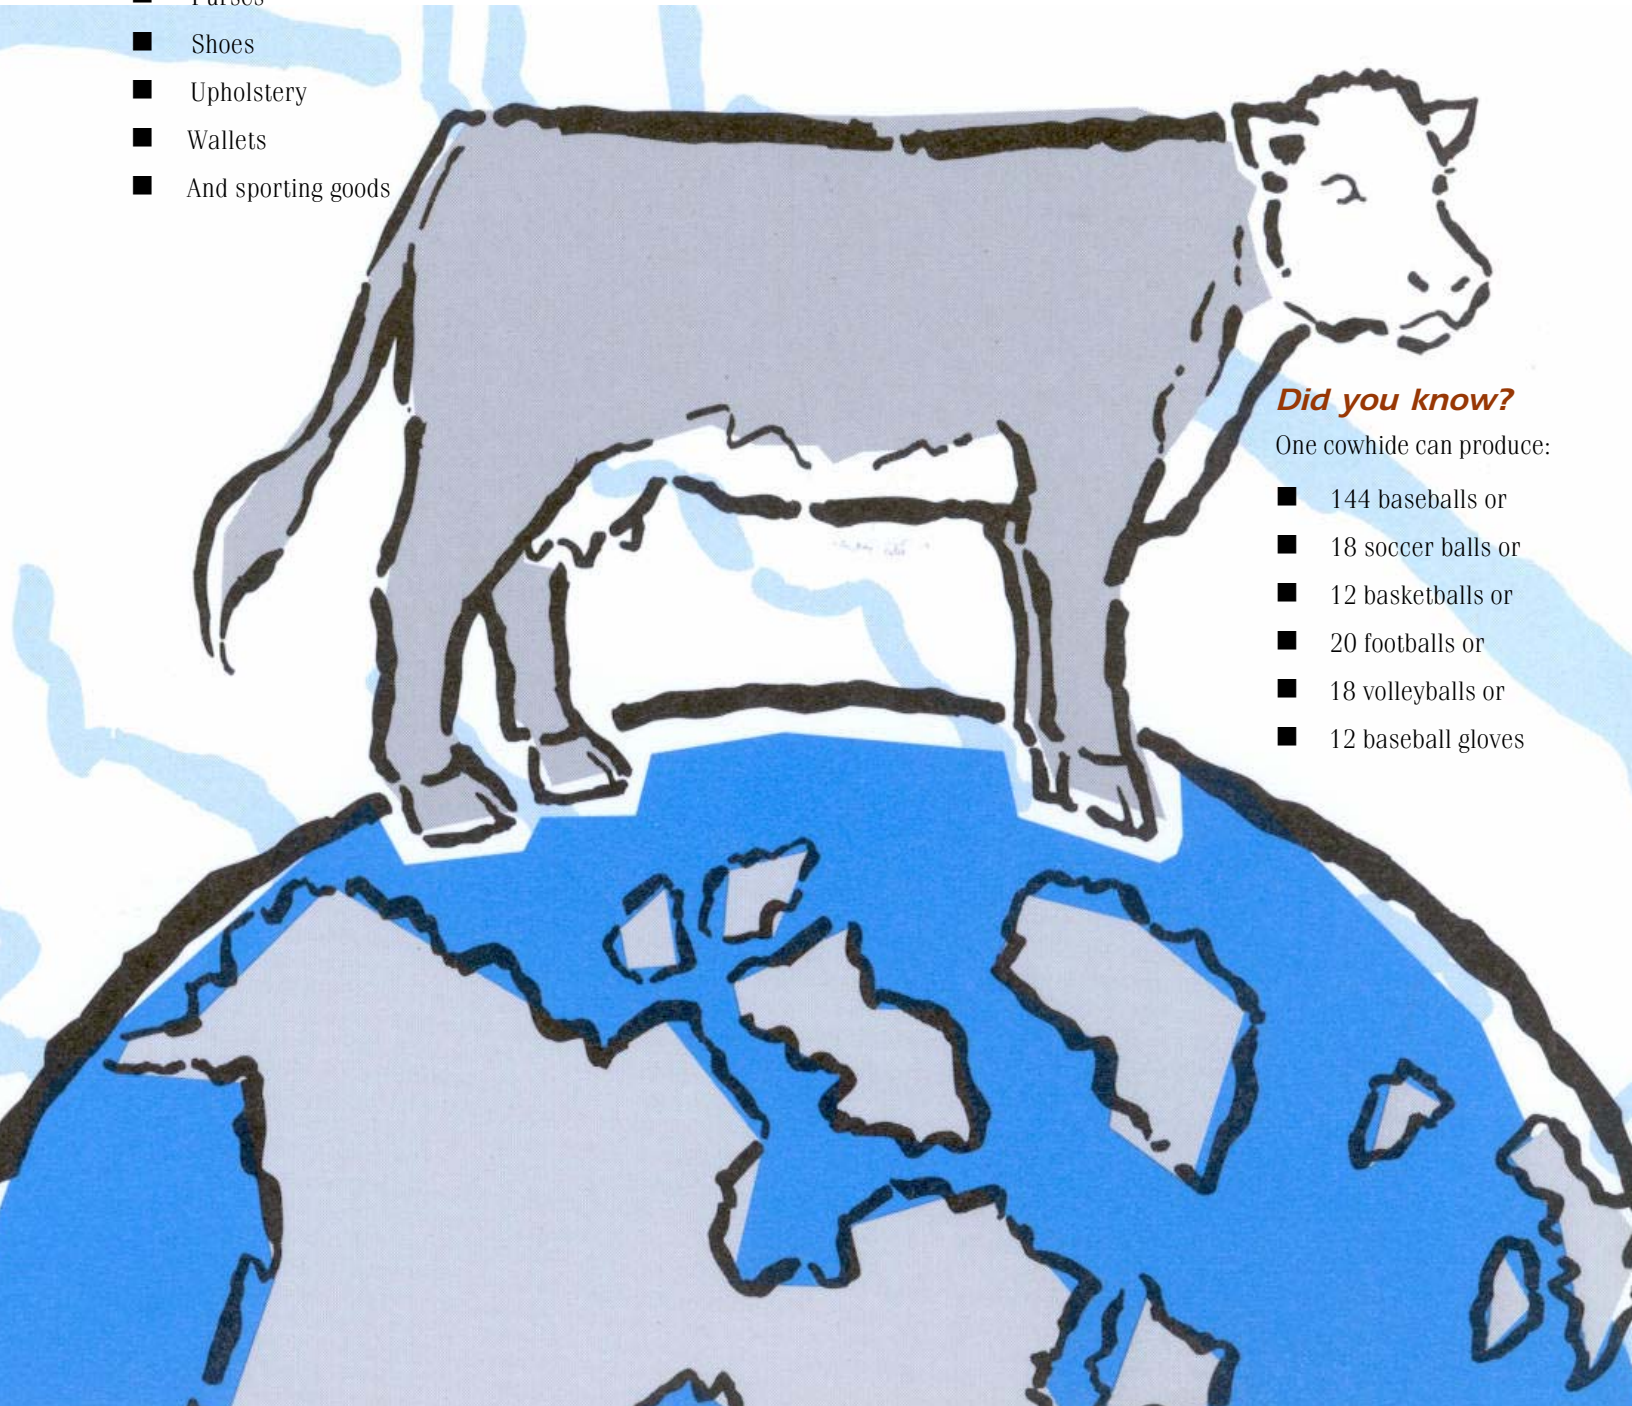 Purses
■ Shoes
■ Upholstery
■ Wallets
■ And sporting goods
Did you know?
One cowhide can produce:
■ 144 baseballs or
■ 18 soccer balls or
■ 12 basketballs or
■ 20 footballs or
■ 18 volleyballs or
■ 12 baseball gloves